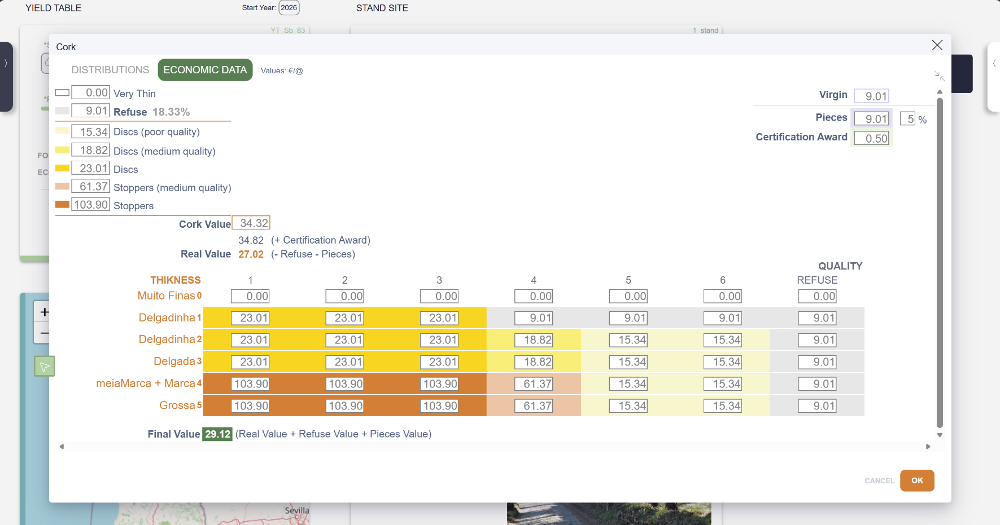 YIELD TABLE
Start Year: 2026
STAND SITE
YT Sb 83
1 stand
Cork
DISTRIBUTIONS
ECONOMIC DATA
Values: €/@
0.00 Very Thin
9.01 Refuse 18.33%
15.34 Discs (poor quality)
18.82 Discs (medium quality)
23.01 Discs
61.37 Stoppers (medium quality)
103.90 Stoppers
Virgin 9.01
Pieces 9.01 5 %
Certification Award 0.50
Cork Value 34.32
34.82 (+ Certification Award)
Real Value 27.02 (- Refuse - Pieces)
QUALITY
THIKNESS 1 2 3 4 5 6 REFUSE
Muito Finas 0 0.00 0.00 0.00 0.00 0.00 0.00 0.00
Delgadinha 1 23.01 23.01 23.01 9.01 9.01 9.01 9.01
Delgadinha 2 23.01 23.01 23.01 18.82 15.34 15.34 9.01
Delgada 3 23.01 23.01 23.01 18.82 15.34 15.34 9.01
meiaMarca + Marca 4 103.90 103.90 103.90 61.37 15.34 15.34 9.01
Grossa 5 103.90 103.90 103.90 61.37 15.34 15.34 9.01
Final Value 29.12 (Real Value + Refuse Value + Pieces Value)
CANCEL
OK
+
−
Sevilla